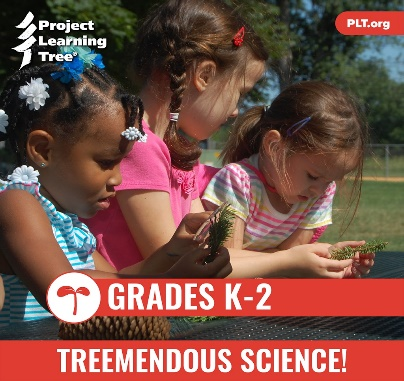 Project
Learning
Tree®
PLT.org
GRADES K-2
TREEMENDOUS SCIENCE!